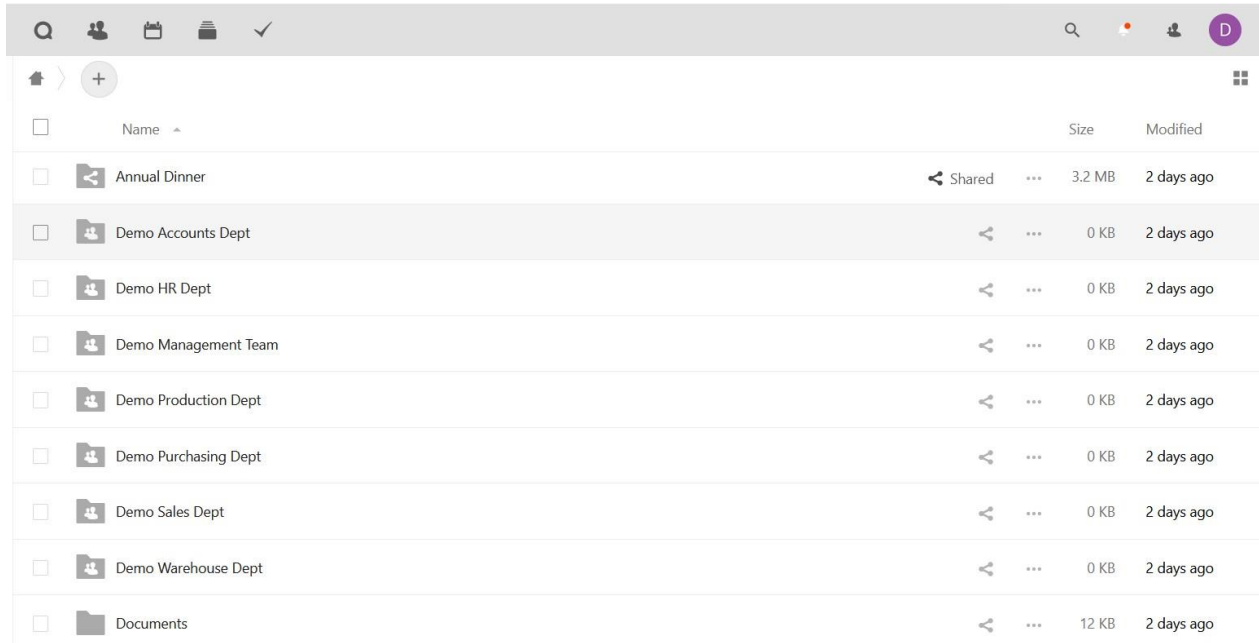 D
Name
Size Modified
Annual Dinner Shared 3.2 MB 2 days ago
Demo Accounts Dept 0 KB 2 days ago
Demo HR Dept 0 KB 2 days ago
Demo Management Team 0 KB 2 days ago
Demo Production Dept 0 KB 2 days ago
Demo Purchasing Dept 0 KB 2 days ago
Demo Sales Dept 0 KB 2 days ago
Demo Warehouse Dept 0 KB 2 days ago
Documents 12 KB 2 days ago